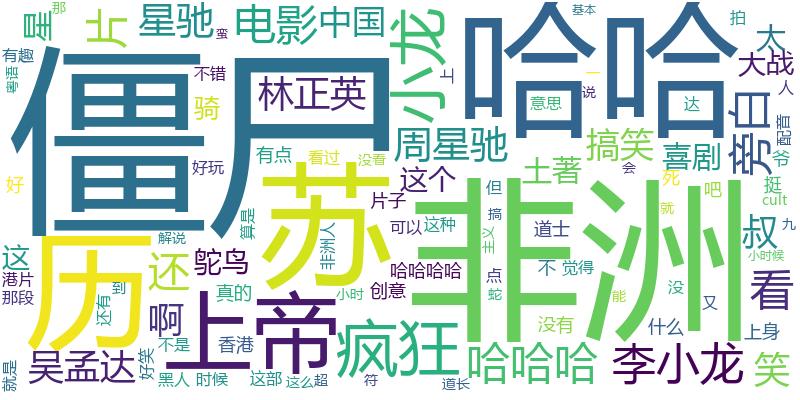 星
片
星驰
电影
中国
那
基本
拍
太
有趣
蛮
小龙
哈哈
粤语
不错
上
一
说
达
大战
人
僵尸
林正英
骑
意思
旁白
配音
好
好玩
有点
看过
没看
周星驰
搞笑
喜剧
爷
这个
土著
会
死
吧
挺
cult
苏
非洲
片子
但
搞
道士
就
叔
九
算是
非洲人
可以
这种
主义
小时候
这
解说
历
还
鸵鸟
哈哈哈哈
点
不
觉得
没
看
港片
那段
还有
到
真的
小时
创意
蛇
能
又
啊
上帝
疯狂
没有
什么
上身
香港
不是
好笑
吴孟达
哈哈哈
李小龙
笑
就是
黑人
时候
这部
这么
超
符
道长